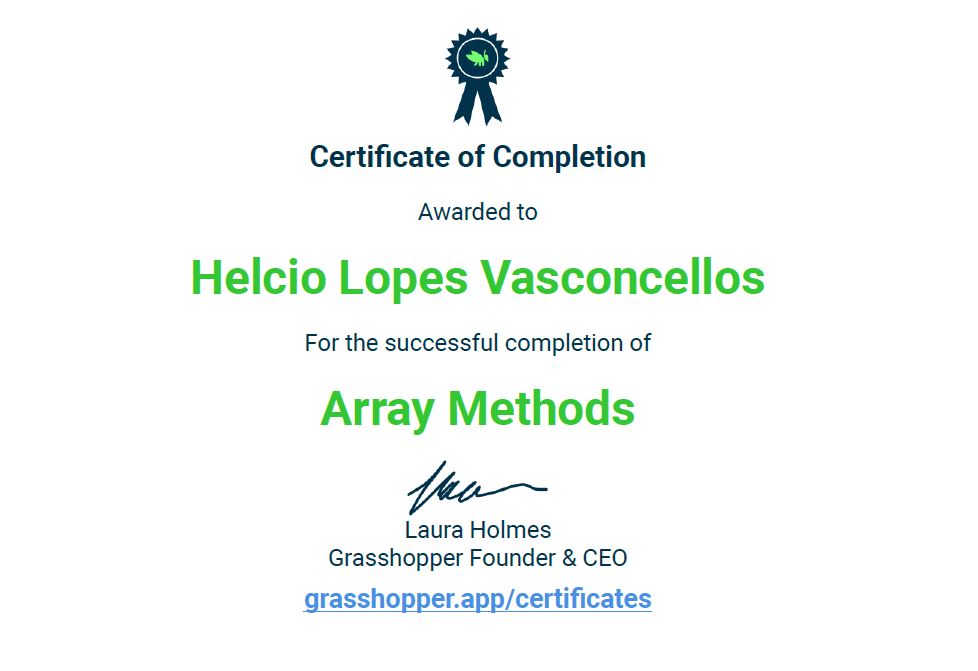 Certificate of Completion
Awarded to
Helcio Lopes Vasconcellos
For the successful completion of
Array Methods
Laura Holmes
Grasshopper Founder & CEO
grasshopper.app/certificates